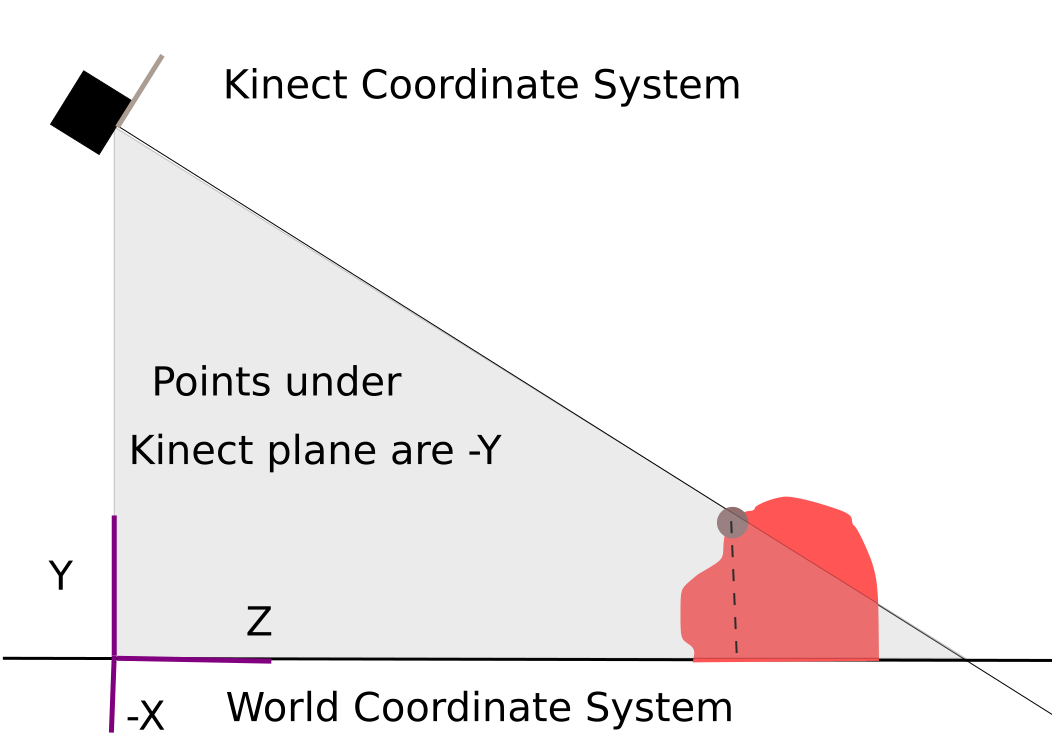 Kinect Coordinate System
Points under
Kinect plane are -Y
Y
Z
-X
World Coordinate System